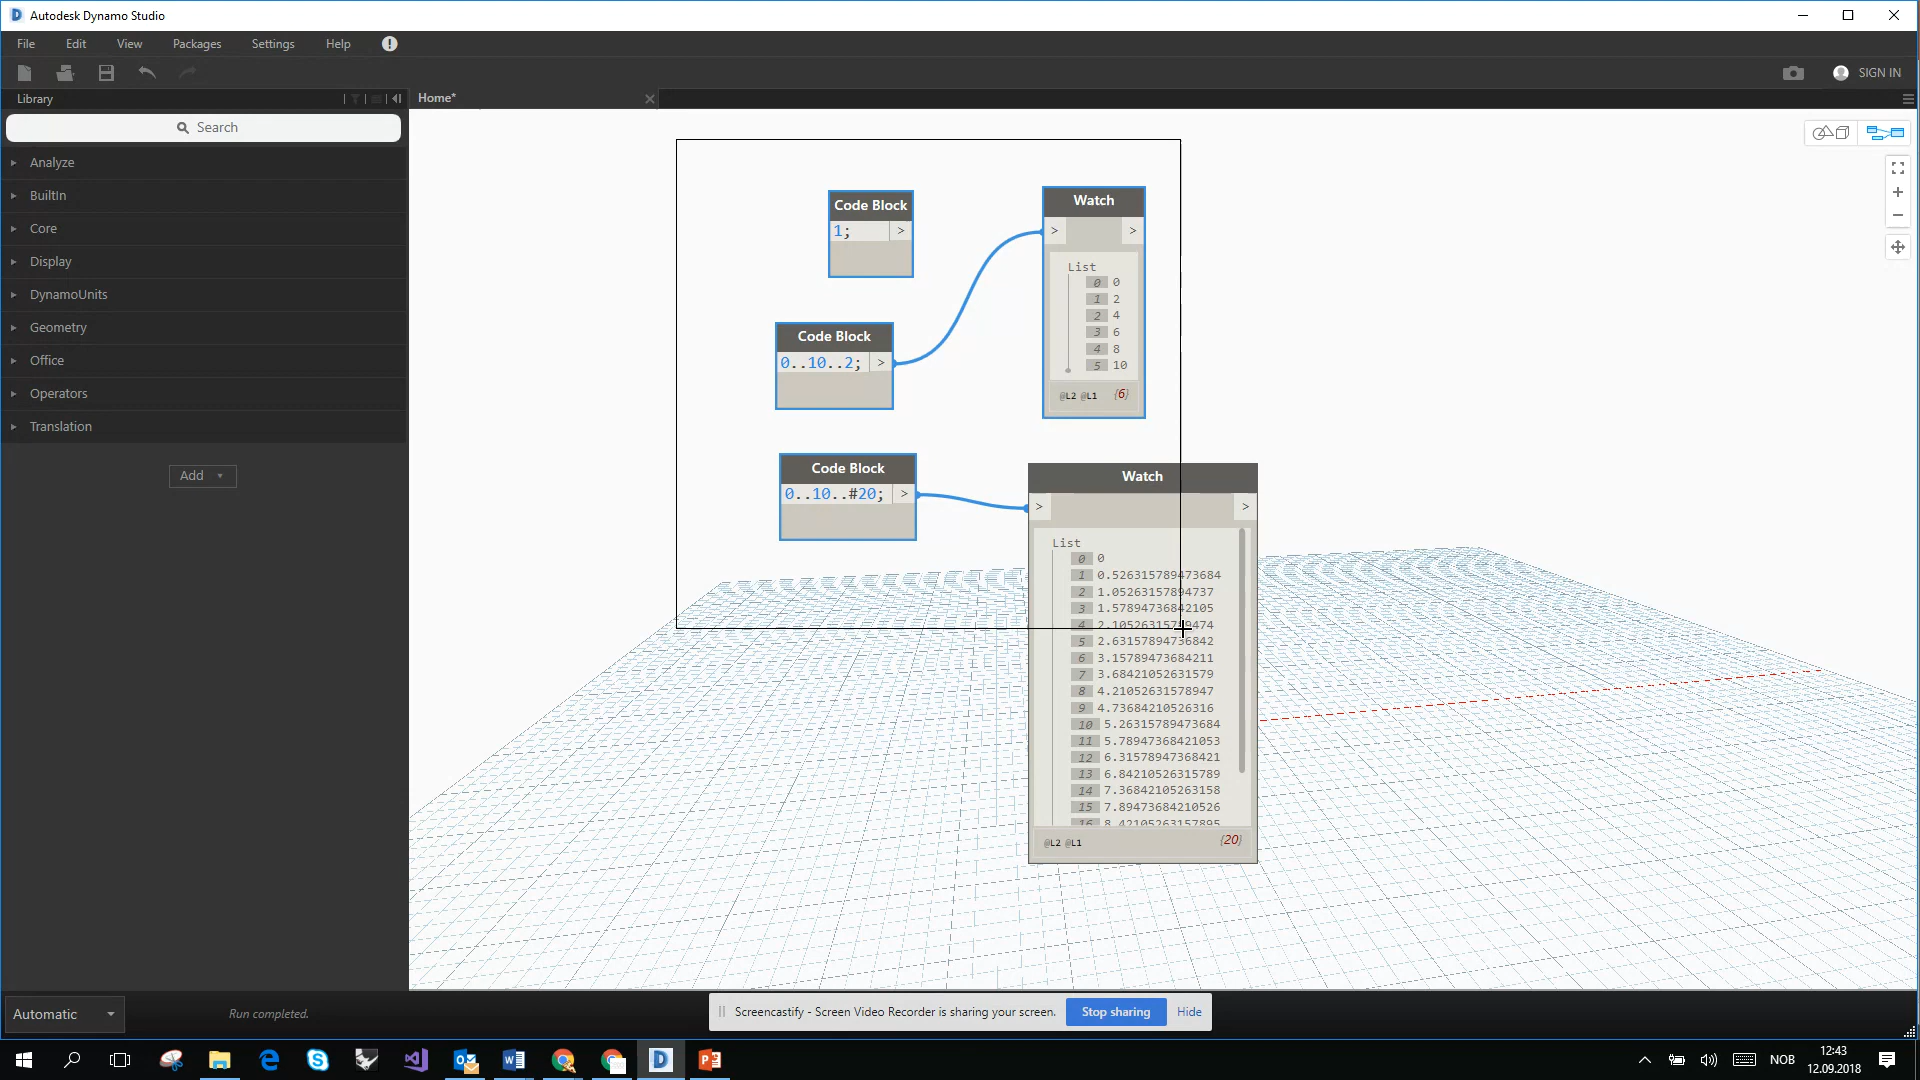 Autodesk Dynamo Studio
File Edit View Packages Settings Help
SIGN IN
Library
Home*
Search
Analyze
BuiltIn
Core
Display
DynamoUnits
Geometry
Office
Operators
Translation
Add
Code Block
1;
>
Watch
> >
List
0 0
1 2
2 4
3 6
4 8
5 10
@L2 @L1 {6}
Code Block
0..10..2; >
Code Block
0..10..#20; >
Watch
> >
List
0 0
1 0.526315789473684
2 1.05263157894737
3 1.57894736842105
4 2.10526315789474
5 2.63157894736842
6 3.15789473684211
7 3.68421052631579
8 4.21052631578947
9 4.73684210526316
10 5.26315789473684
11 5.78947368421053
12 6.31578947368421
13 6.84210526315789
14 7.36842105263158
15 7.89473684210526
16 8.42105263157895
@L2 @L1 {20}
Automatic
Run completed.
Screencastify - Screen Video Recorder is sharing your screen. Stop sharing Hide
NOB
12:43
12.09.2018